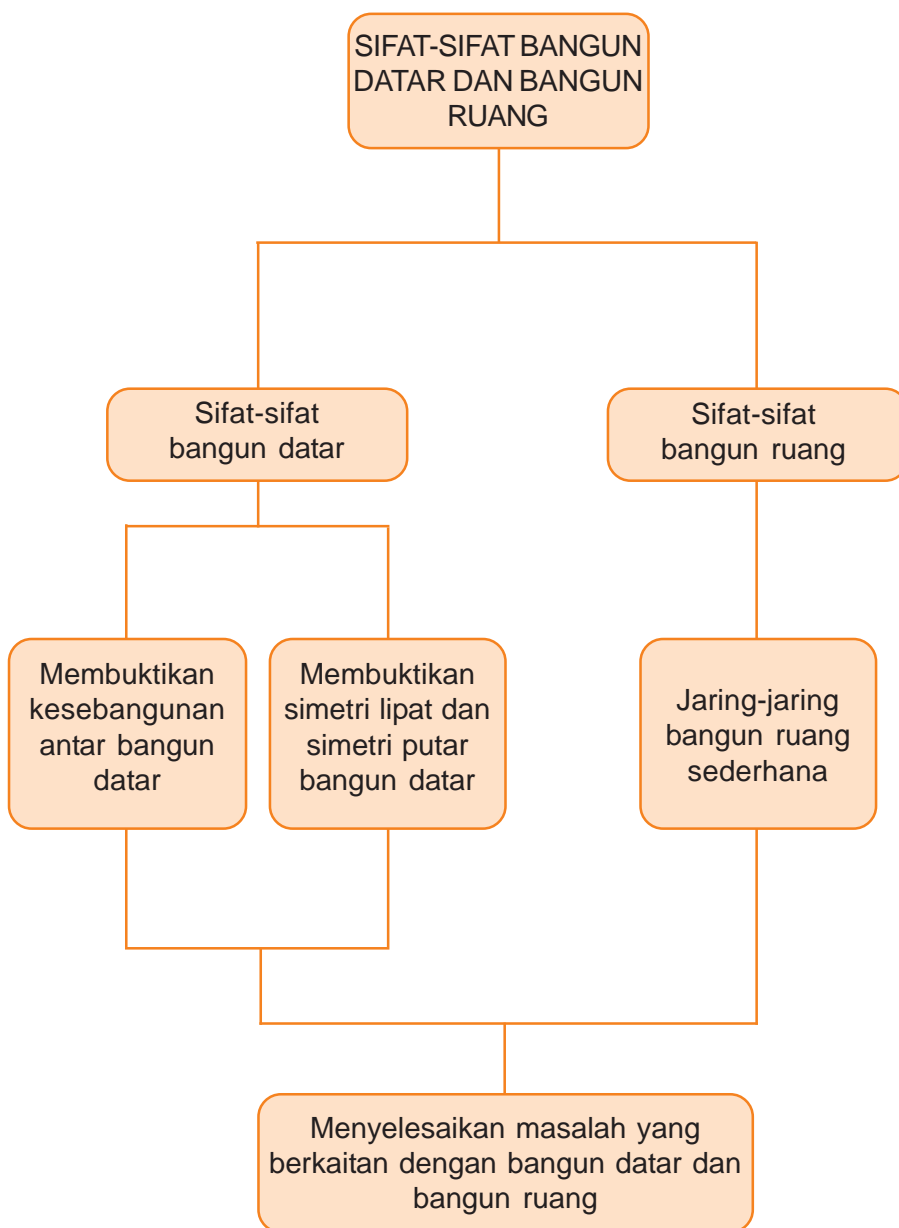 SIFAT-SIFAT BANGUN
DATAR DAN BANGUN
RUANG
Sifat-sifat
bangun datar
Sifat-sifat
bangun ruang
Membuktikan
kesebangunan
antar bangun
datar
Membuktikan
simetri lipat dan
simetri putar
bangun datar
Jaring-jaring
bangun ruang
sederhana
Menyelesaikan masalah yang
berkaitan dengan bangun datar dan
bangun ruang